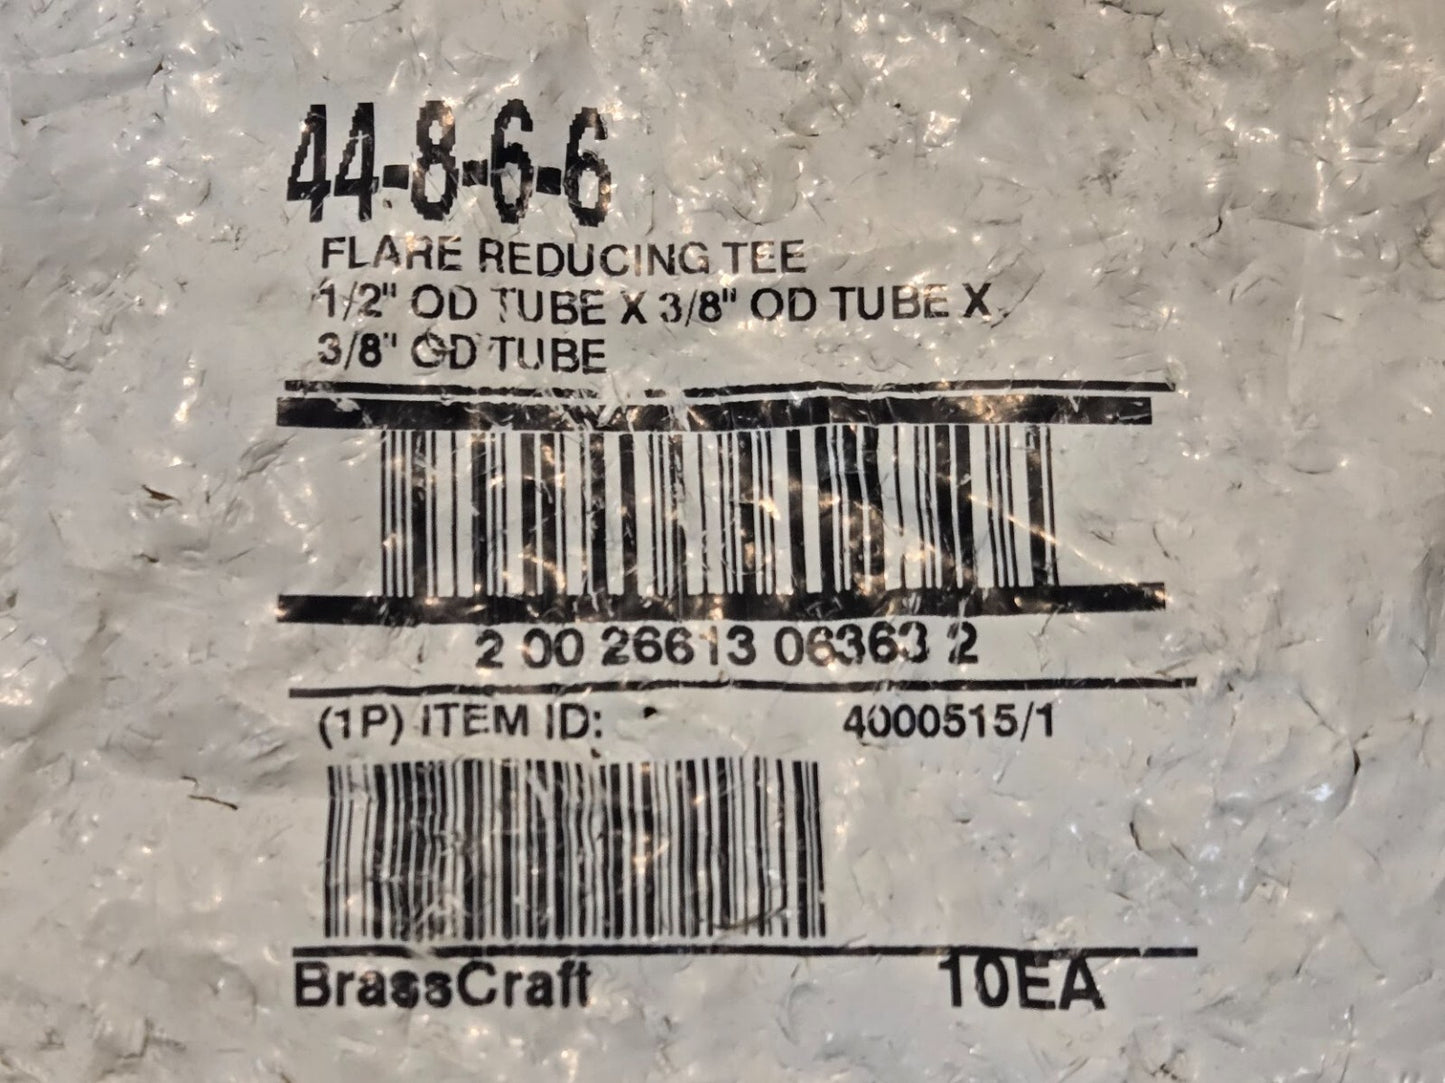 44-8-6-6
FLARE REDUCING TEE
1/2" OD TUBE X 3/8" OD TUBE X
3/8" OD TUBE
2 00 26613 06363 2
(1P) ITEM ID: 4000515/1
BrassCraft 10EA